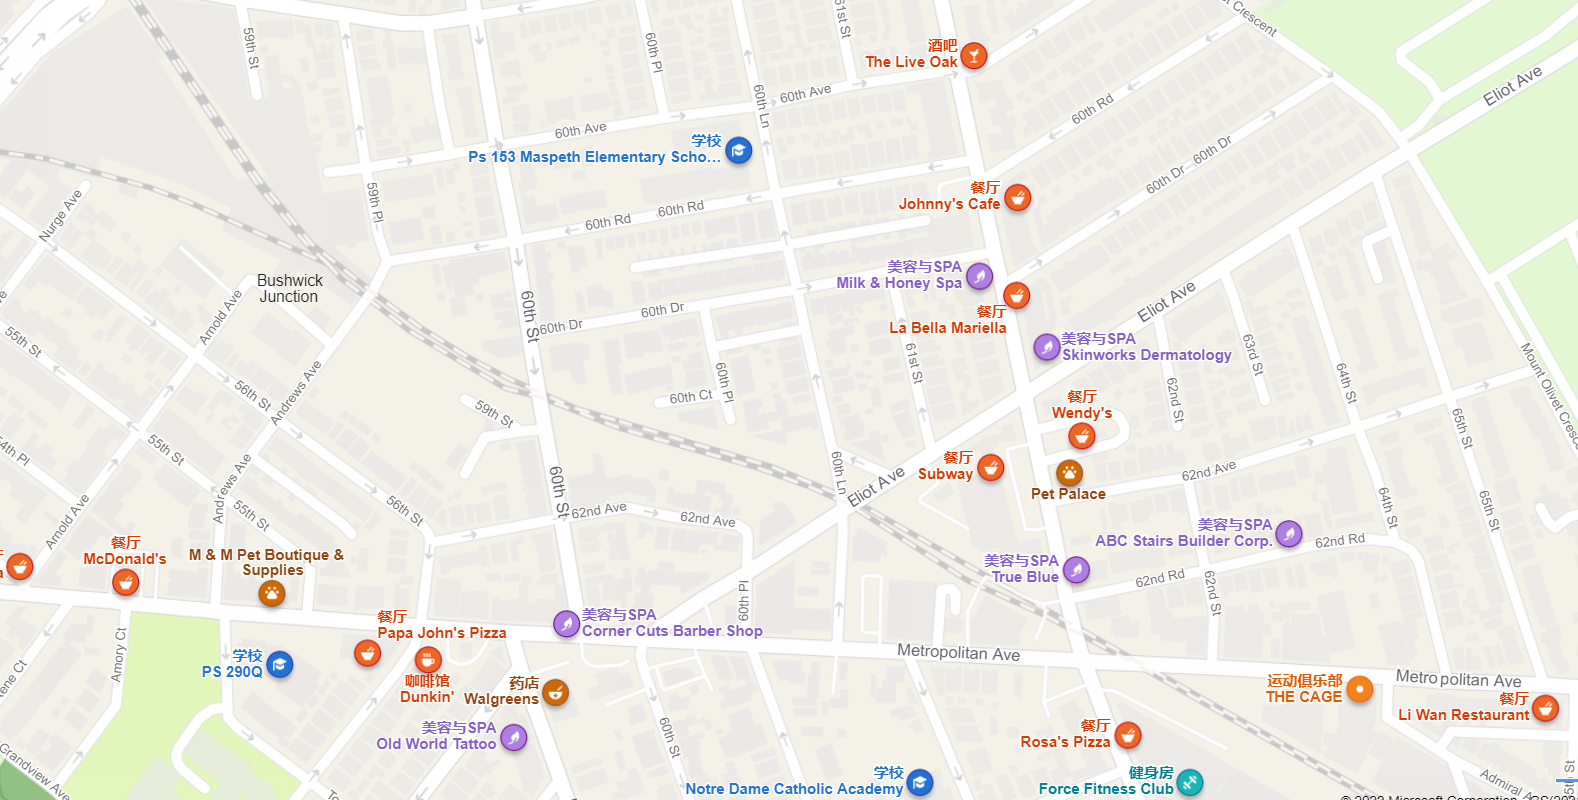 59th St
60th Pl
61st St
t Crescent
酒吧
The Live Oak
60th Ave
60th Ln
60th Ave
60th Rd
Eliot Ave
学校
Ps 153 Maspeth Elementary Scho...
60th Dr
60th Dr
Nurge Ave
59th Pl
60th Rd
60th Rd
餐厅
Johnny's Cafe
Bushwick
Junction
美容与SPA
Milk & Honey Spa
餐厅
La Bella Mariella
Eliot Ave
Arnold Ave
60th St
60th Dr
60th Dr
美容与SPA
Skinworks Dermatology
63rd St
55th St
56th St
Andrews Ave
61st St
60th Pl
60th Ct
62nd St
64th St
Mount Olivet Cresc
59th St
餐厅
Wendy's
65th St
54th Pl
55th St
60th St
60th Ln
Eliot Ave
餐厅
Subway
Pet Palace
62nd Ave
Andrews Ave
Arnold Ave
56th St
55th St
62nd Ave
62nd Ave
64th St
65th St
美容与SPA
ABC Stairs Builder Corp.
62nd Rd
餐厅
McDonald's
M & M Pet Boutique &
Supplies
美容与SPA
True Blue
62nd Rd
62nd St
60th Pl
餐厅
Papa John's Pizza
美容与SPA
Corner Cuts Barber Shop
Amory Ct
学校
PS 290Q
咖啡馆
Dunkin'
药店
Walgreens
Metropolitan Ave
Metropolitan Ave
运动俱乐部
THE CAGE
餐厅
Li Wan Restaurant
ene Ct
美容与SPA
Old World Tattoo
60th St
餐厅
Rosa's Pizza
Grandview Ave
学校
Notre Dame Catholic Academy
健身房
Force Fitness Club
Admiral Ave